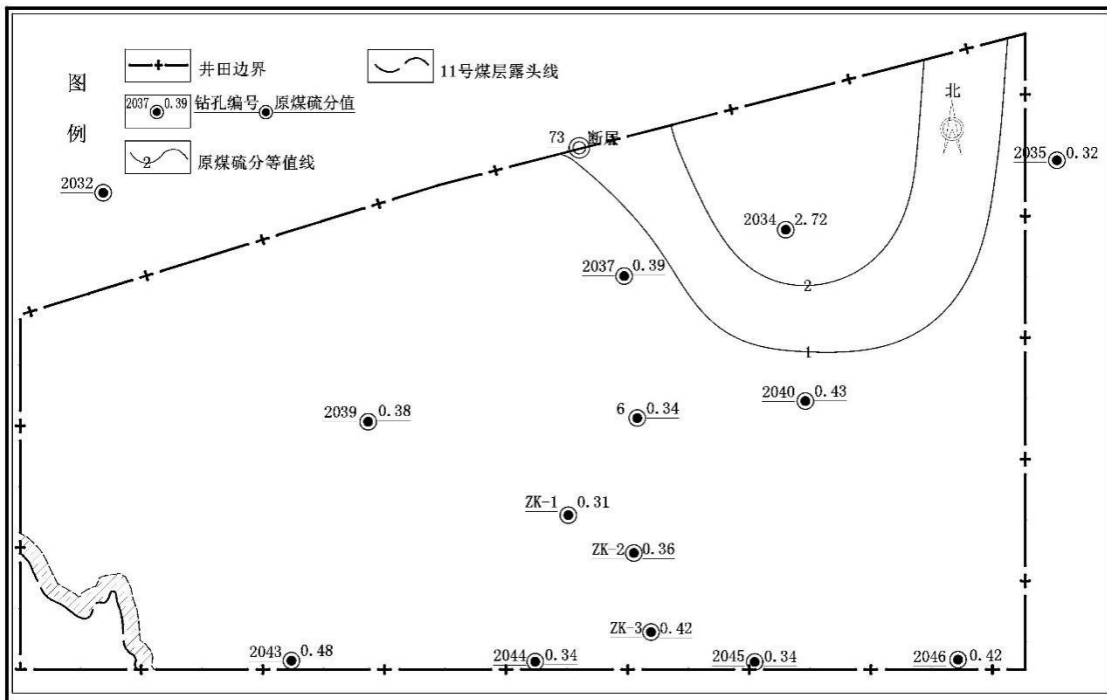 图例
井田边界
11号煤层露头线
2037 0.39 钻孔编号 原煤硫分值
2 原煤硫分等值线
北
73 断层
2035 0.32
2032
2034 2.72
2037 0.39
2
1
2040 0.43
2039 0.38
6 0.34
ZK-1 0.31
ZK-2 0.36
ZK-3 0.42
2043 0.48
2044 0.34
2045 0.34
2046 0.42